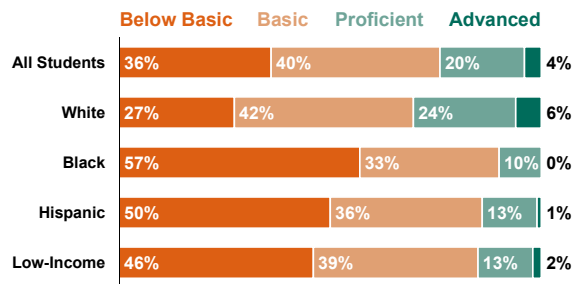 Below Basic Basic Proficient Advanced
All Students 36% 40% 20% 4%
White 27% 42% 24% 6%
Black 57% 33% 10% 0%
Hispanic 50% 36% 13% 1%
Low-Income 46% 39% 13% 2%